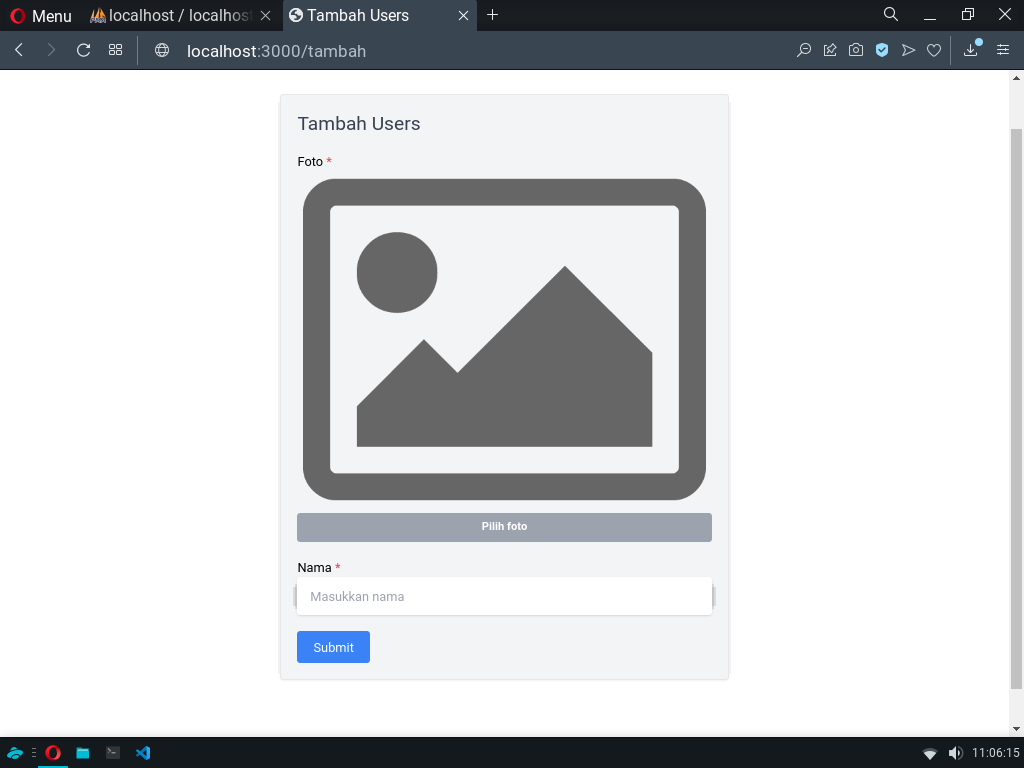 Menu
localhost / localhos
Tambah Users
localhost:3000/tambah
Tambah Users
Foto *
Pilih foto
Nama *
Masukkan nama
Submit
11:06:15